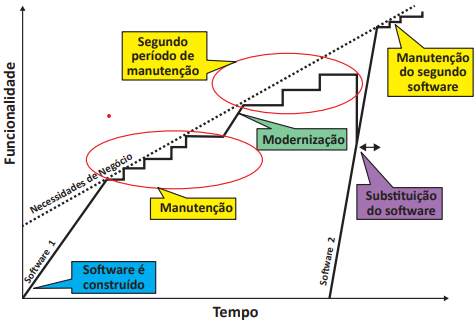 Segundo
período de
manutenção
Manutenção
do segundo
software
Funcionalidade
Modernização
Necessidades de Negócio
Substituição
do software
Manutenção
Software 1
Software é
construído
Software 2
Tempo